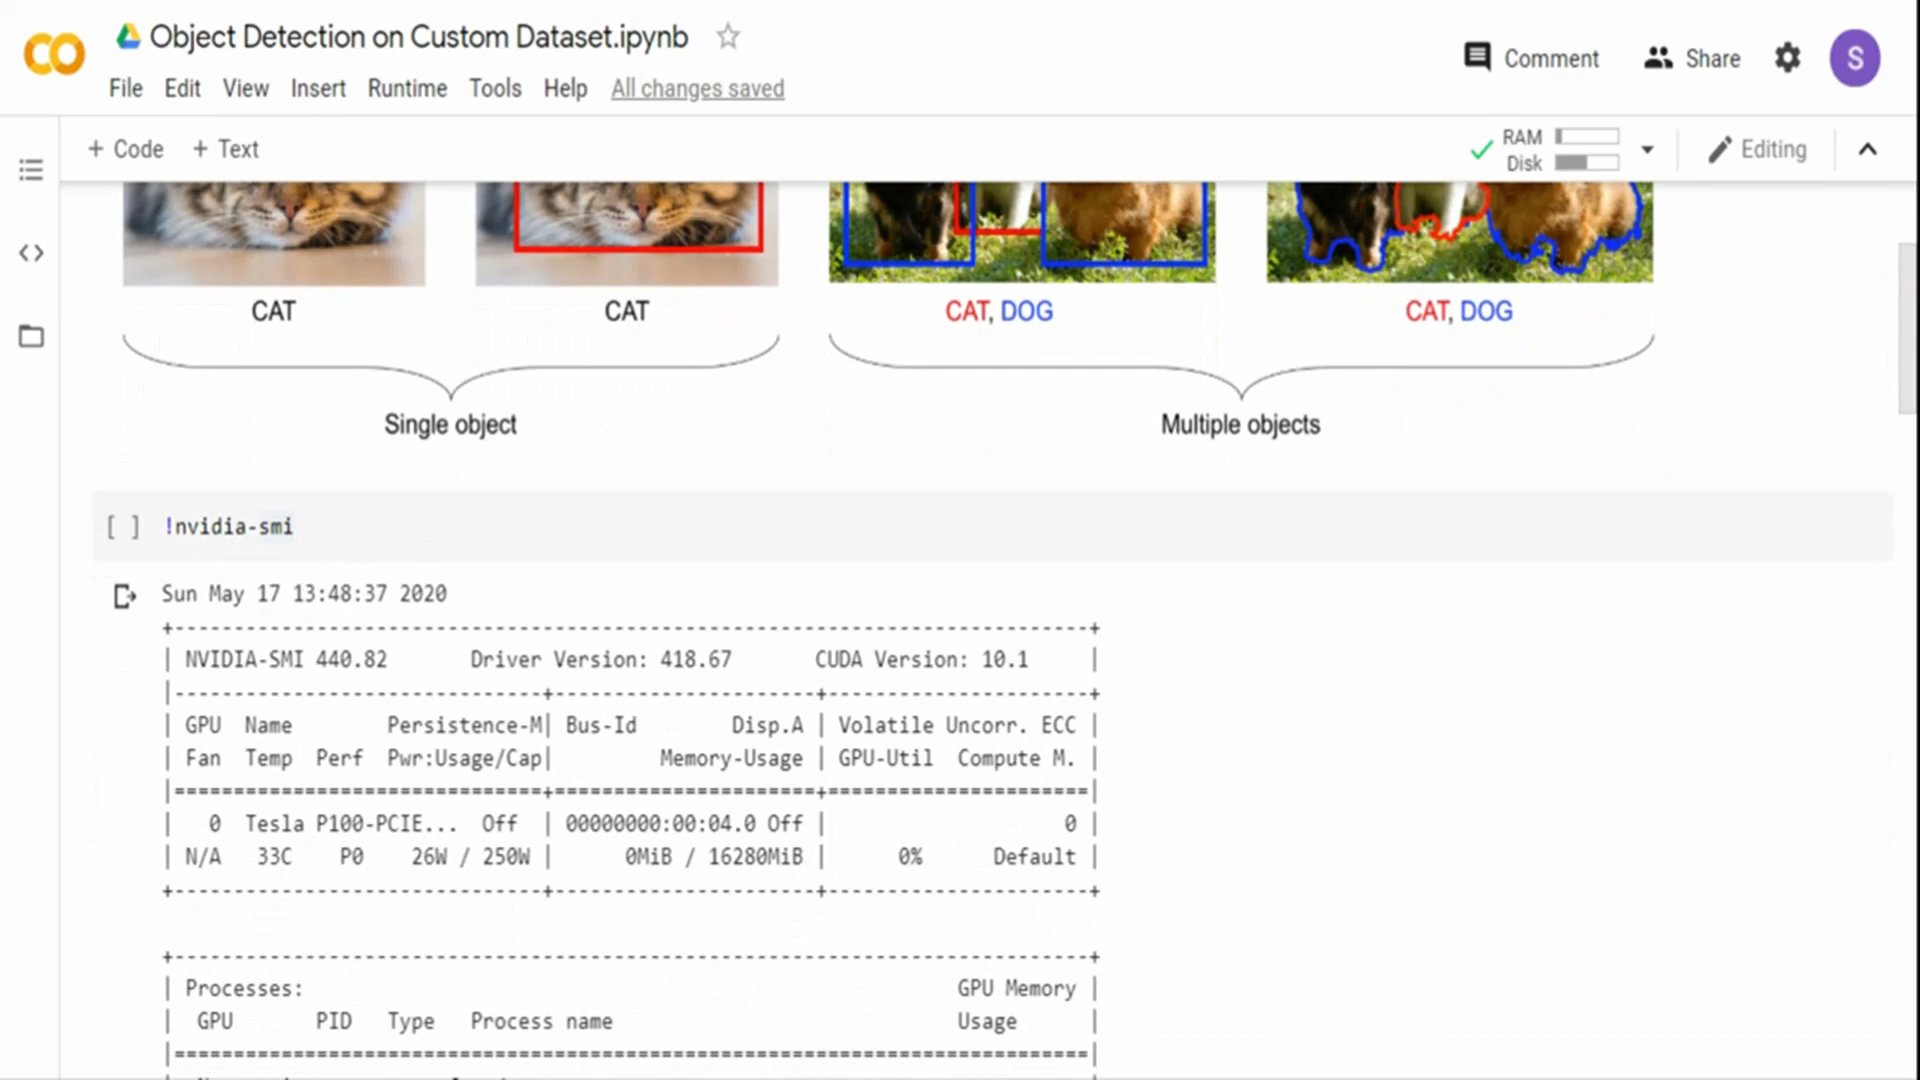 Object Detection on Custom Dataset.ipynb
File Edit View Insert Runtime Tools Help All changes saved
Comment Share S
+ Code + Text
RAM
Disk
Editing
CAT CAT CAT, DOG CAT, DOG
Single object Multiple objects
[ ] !nvidia-smi
Sun May 17 13:48:37 2020
+-----------------------------------------------------------------------------+
| NVIDIA-SMI 440.82       Driver Version: 418.67       CUDA Version: 10.1     |
|-------------------------------+----------------------+----------------------+
| GPU  Name        Persistence-M| Bus-Id        Disp.A | Volatile Uncorr. ECC |
| Fan  Temp  Perf  Pwr:Usage/Cap|         Memory-Usage | GPU-Util  Compute M. |
|===============================+======================+======================|
|   0  Tesla P100-PCIE...  Off  | 00000000:00:04.0 Off |                    0 |
| N/A   33C    P0    26W / 250W |      0MiB / 16280MiB |      0%      Default |
+-------------------------------+----------------------+----------------------+
+-----------------------------------------------------------------------------+
| Processes:                                                       GPU Memory |
|  GPU       PID   Type   Process name                             Usage      |
|=============================================================================|